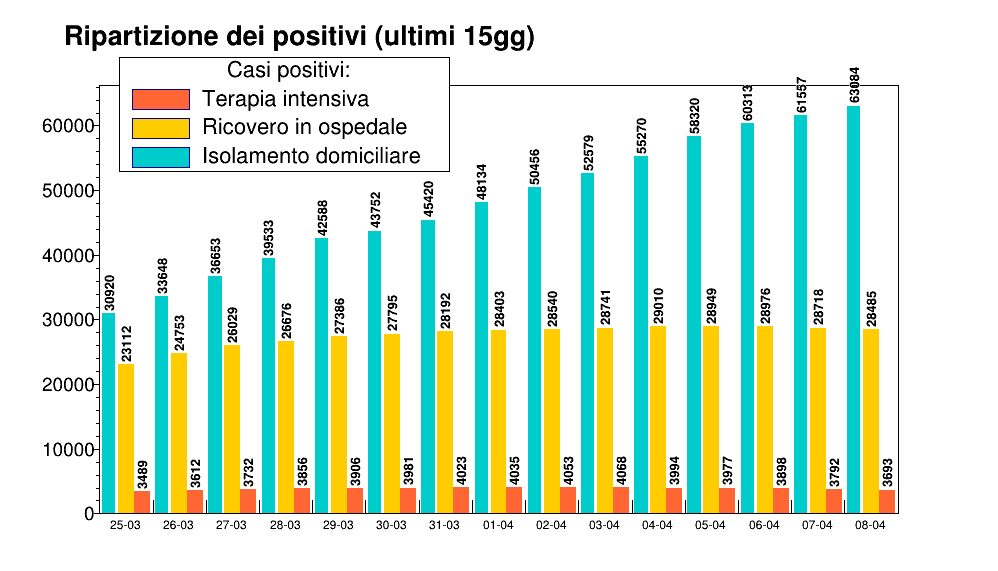 Ripartizione dei positivi (ultimi 15gg)
Casi positivi:
Terapia intensiva
Ricovero in ospedale
Isolamento domiciliare
60000
50000
40000
30000
20000
10000
0
30920 23112 3489
33648 24753 3612
36653 26029 3732
39533 26676 3856
42588 27386 3906
43752 27795 3981
45420 28192 4023
48134 28403 4035
50456 28540 4053
52579 28741 4068
55270 29010 3994
58320 28949 3977
60313 28976 3898
61557 28718 3792
63084 28485 3693
25-03 26-03 27-03 28-03 29-03 30-03 31-03 01-04 02-04 03-04 04-04 05-04 06-04 07-04 08-04